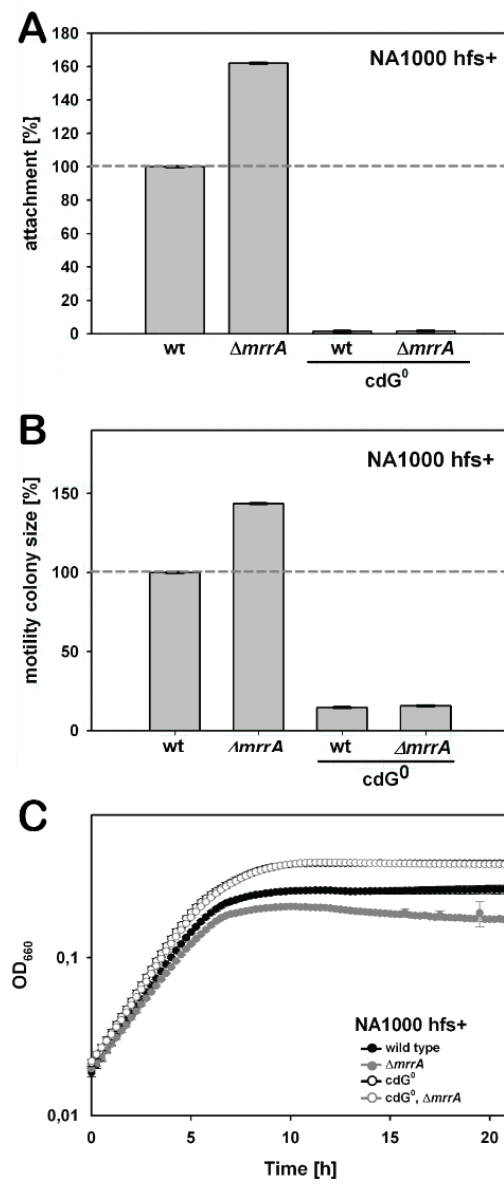 A
NA1000 hfs+
attachment [%]
180
160
140
120
100
80
60
40
20
0
wt
ΔmrrA
wt
ΔmrrA
cdG⁰
B
NA1000 hfs+
motility colony size [%]
150
100
50
0
wt
ΔmrrA
wt
ΔmrrA
cdG⁰
C
OD₆₆₀
0,1
0,01
NA1000 hfs+
wild type
ΔmrrA
cdG⁰
cdG⁰, ΔmrrA
0
5
10
15
20
Time [h]